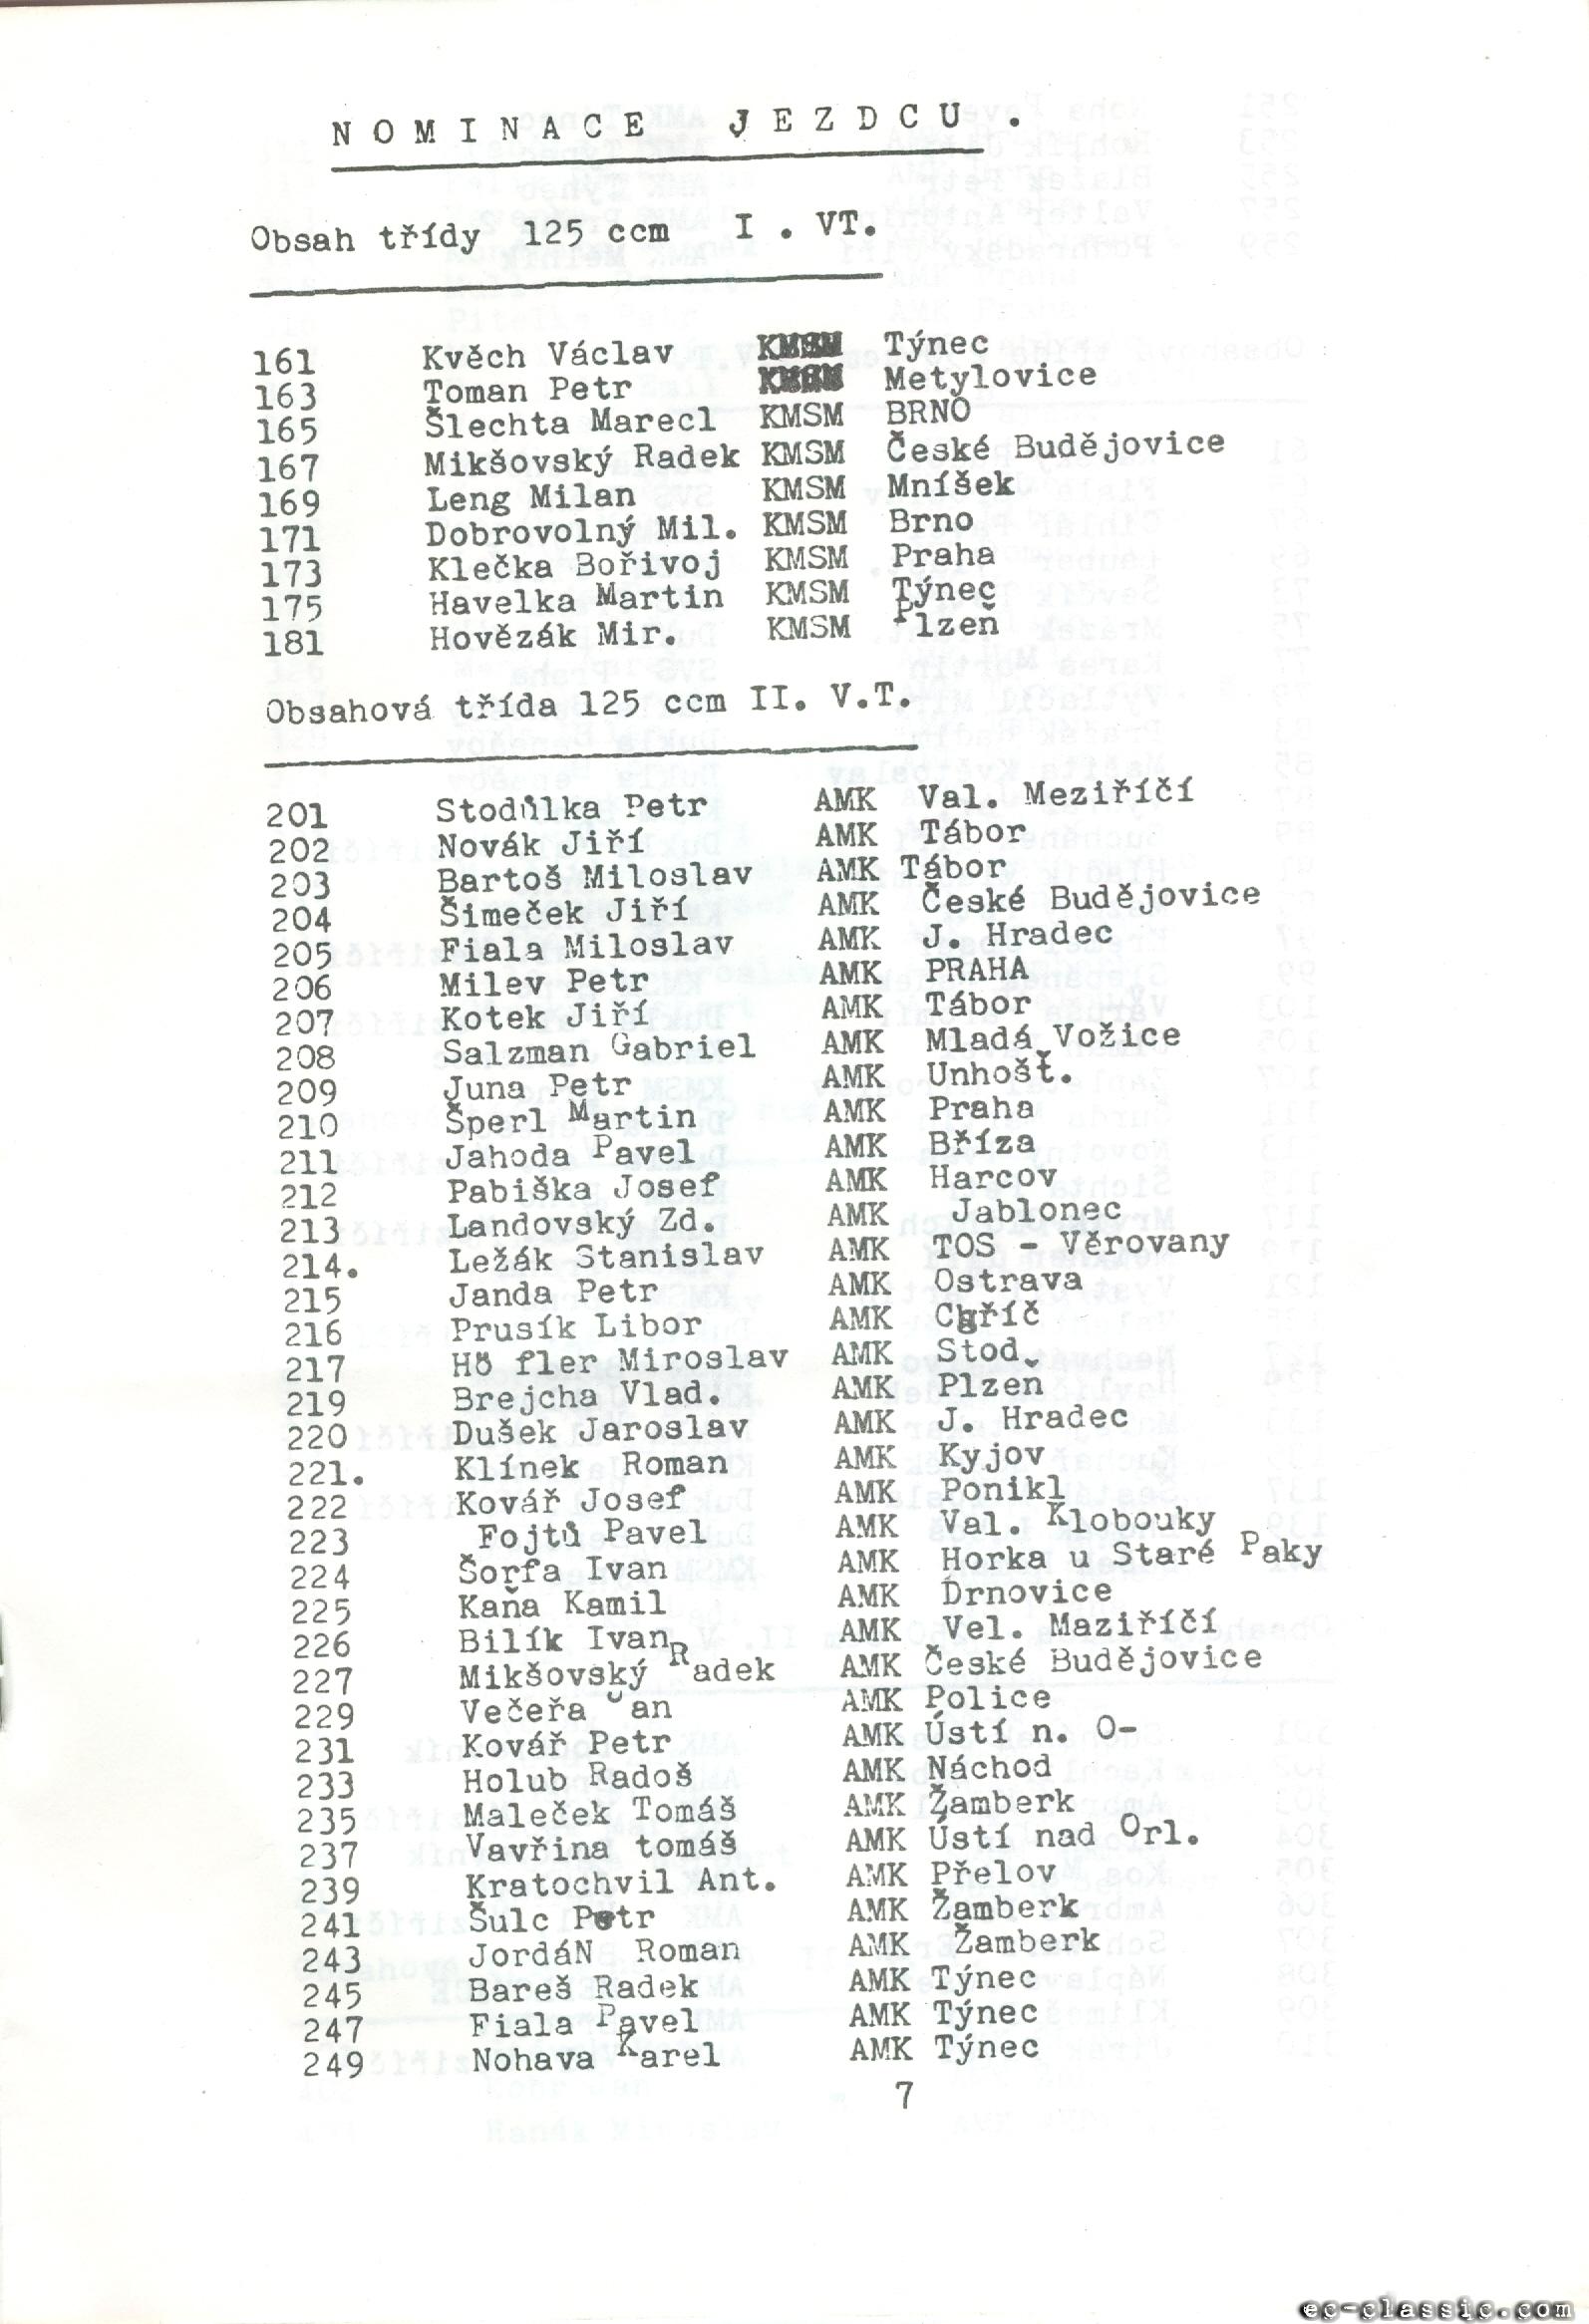 NOMINACE JEZDCU.
Obsah třídy 125 ccm I . VT.
161 Kvěch Václav KMSM Týnec
163 Toman Petr KMSM Metylovice
165 Šlechta Marecl KMSM BRNO
167 Mikšovský Radek KMSM České Budějovice
169 Leng Milan KMSM Mníšek
171 Dobrovolný Mil. KMSM Brno
173 Klečka Bořivoj KMSM Praha
175 Havelka Martin KMSM Týnec
181 Hovězák Mir. KMSM Plzeň
Obsahová třída 125 ccm II. V.T.
201 Stodůlka Petr AMK Val. Meziříčí
202 Novák Jiří AMK Tábor
203 Bartoš Miloslav AMK Tábor
204 Šimeček Jiří AMK České Budějovice
205 Fiala Miloslav AMK J. Hradec
206 Milev Petr AMK PRAHA
207 Kotek Jiří AMK Tábor
208 Salzman Gabriel AMK Mladá Vožice
209 Juna Petr AMK Unhošť.
210 Šperl Martin AMK Praha
211 Jahoda Pavel AMK Bříza
212 Pabiška Josef AMK Harcov
213 Landovský Zd. AMK Jablonec
214. Ležák Stanislav AMK TOS - Věrovany
215 Janda Petr AMK Ostrava
216 Prusík Libor AMK
217 Hö fler Miroslav AMK Stod
219 Brejcha Vlad. AMK Plzeň
220 Dušek Jaroslav AMK J. Hradec
221. Klínek Roman AMK Kyjov
222 Kovář Josef AMK Ponikl
223 Fojtů Pavel AMK Val. Klobouky
224 Šorfa Ivan AMK Horka u Staré Paky
225 Kaňa Kamil AMK Drnovice
226 Bilík Ivan AMK Vel. Maziříčí
227 Mikšovský Radek AMK České Budějovice
229 Večeřa an AMK Police
231 Kovář Petr AMK Ústí n. O-
233 Holub Radoš AMK Náchod
235 Maleček Tomáš AMK Žamberk
237 Vavřina tomáš AMK Ústí nad Orl.
239 Kratochvil Ant. AMK Přelov
241 Šulc Petr AMK Žamberk
243 JordáN Roman AMK Žamberk
245 Bareš Radek AMK Týnec
247 Fiala Pavel AMK Týnec
249 Nohava Karel AMK Týnec
7
ec-classic.com